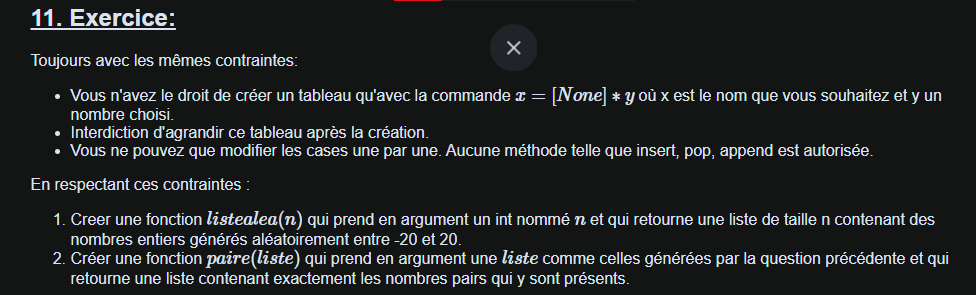 11. Exercice:
Toujours avec les mêmes contraintes:
• Vous n'avez le droit de créer un tableau qu'avec la commande x = [None] * y où x est le nom que vous souhaitez et y un
nombre choisi.
• Interdiction d'agrandir ce tableau après la création.
• Vous ne pouvez que modifier les cases une par une. Aucune méthode telle que insert, pop, append est autorisée.
En respectant ces contraintes :
1. Creer une fonction listealea(n) qui prend en argument un int nommé n et qui retourne une liste de taille n contenant des
nombres entiers générés aléatoirement entre -20 et 20.
2. Créer une fonction paire(liste) qui prend en argument une liste comme celles générées par la question précédente et qui
retourne une liste contenant exactement les nombres pairs qui y sont présents.